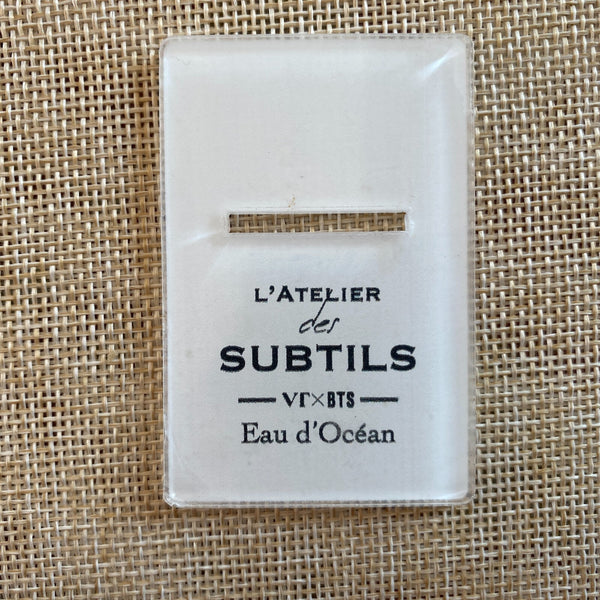 L'ATELIER
des
SUBTILS
VT×BTS
Eau d'Océan